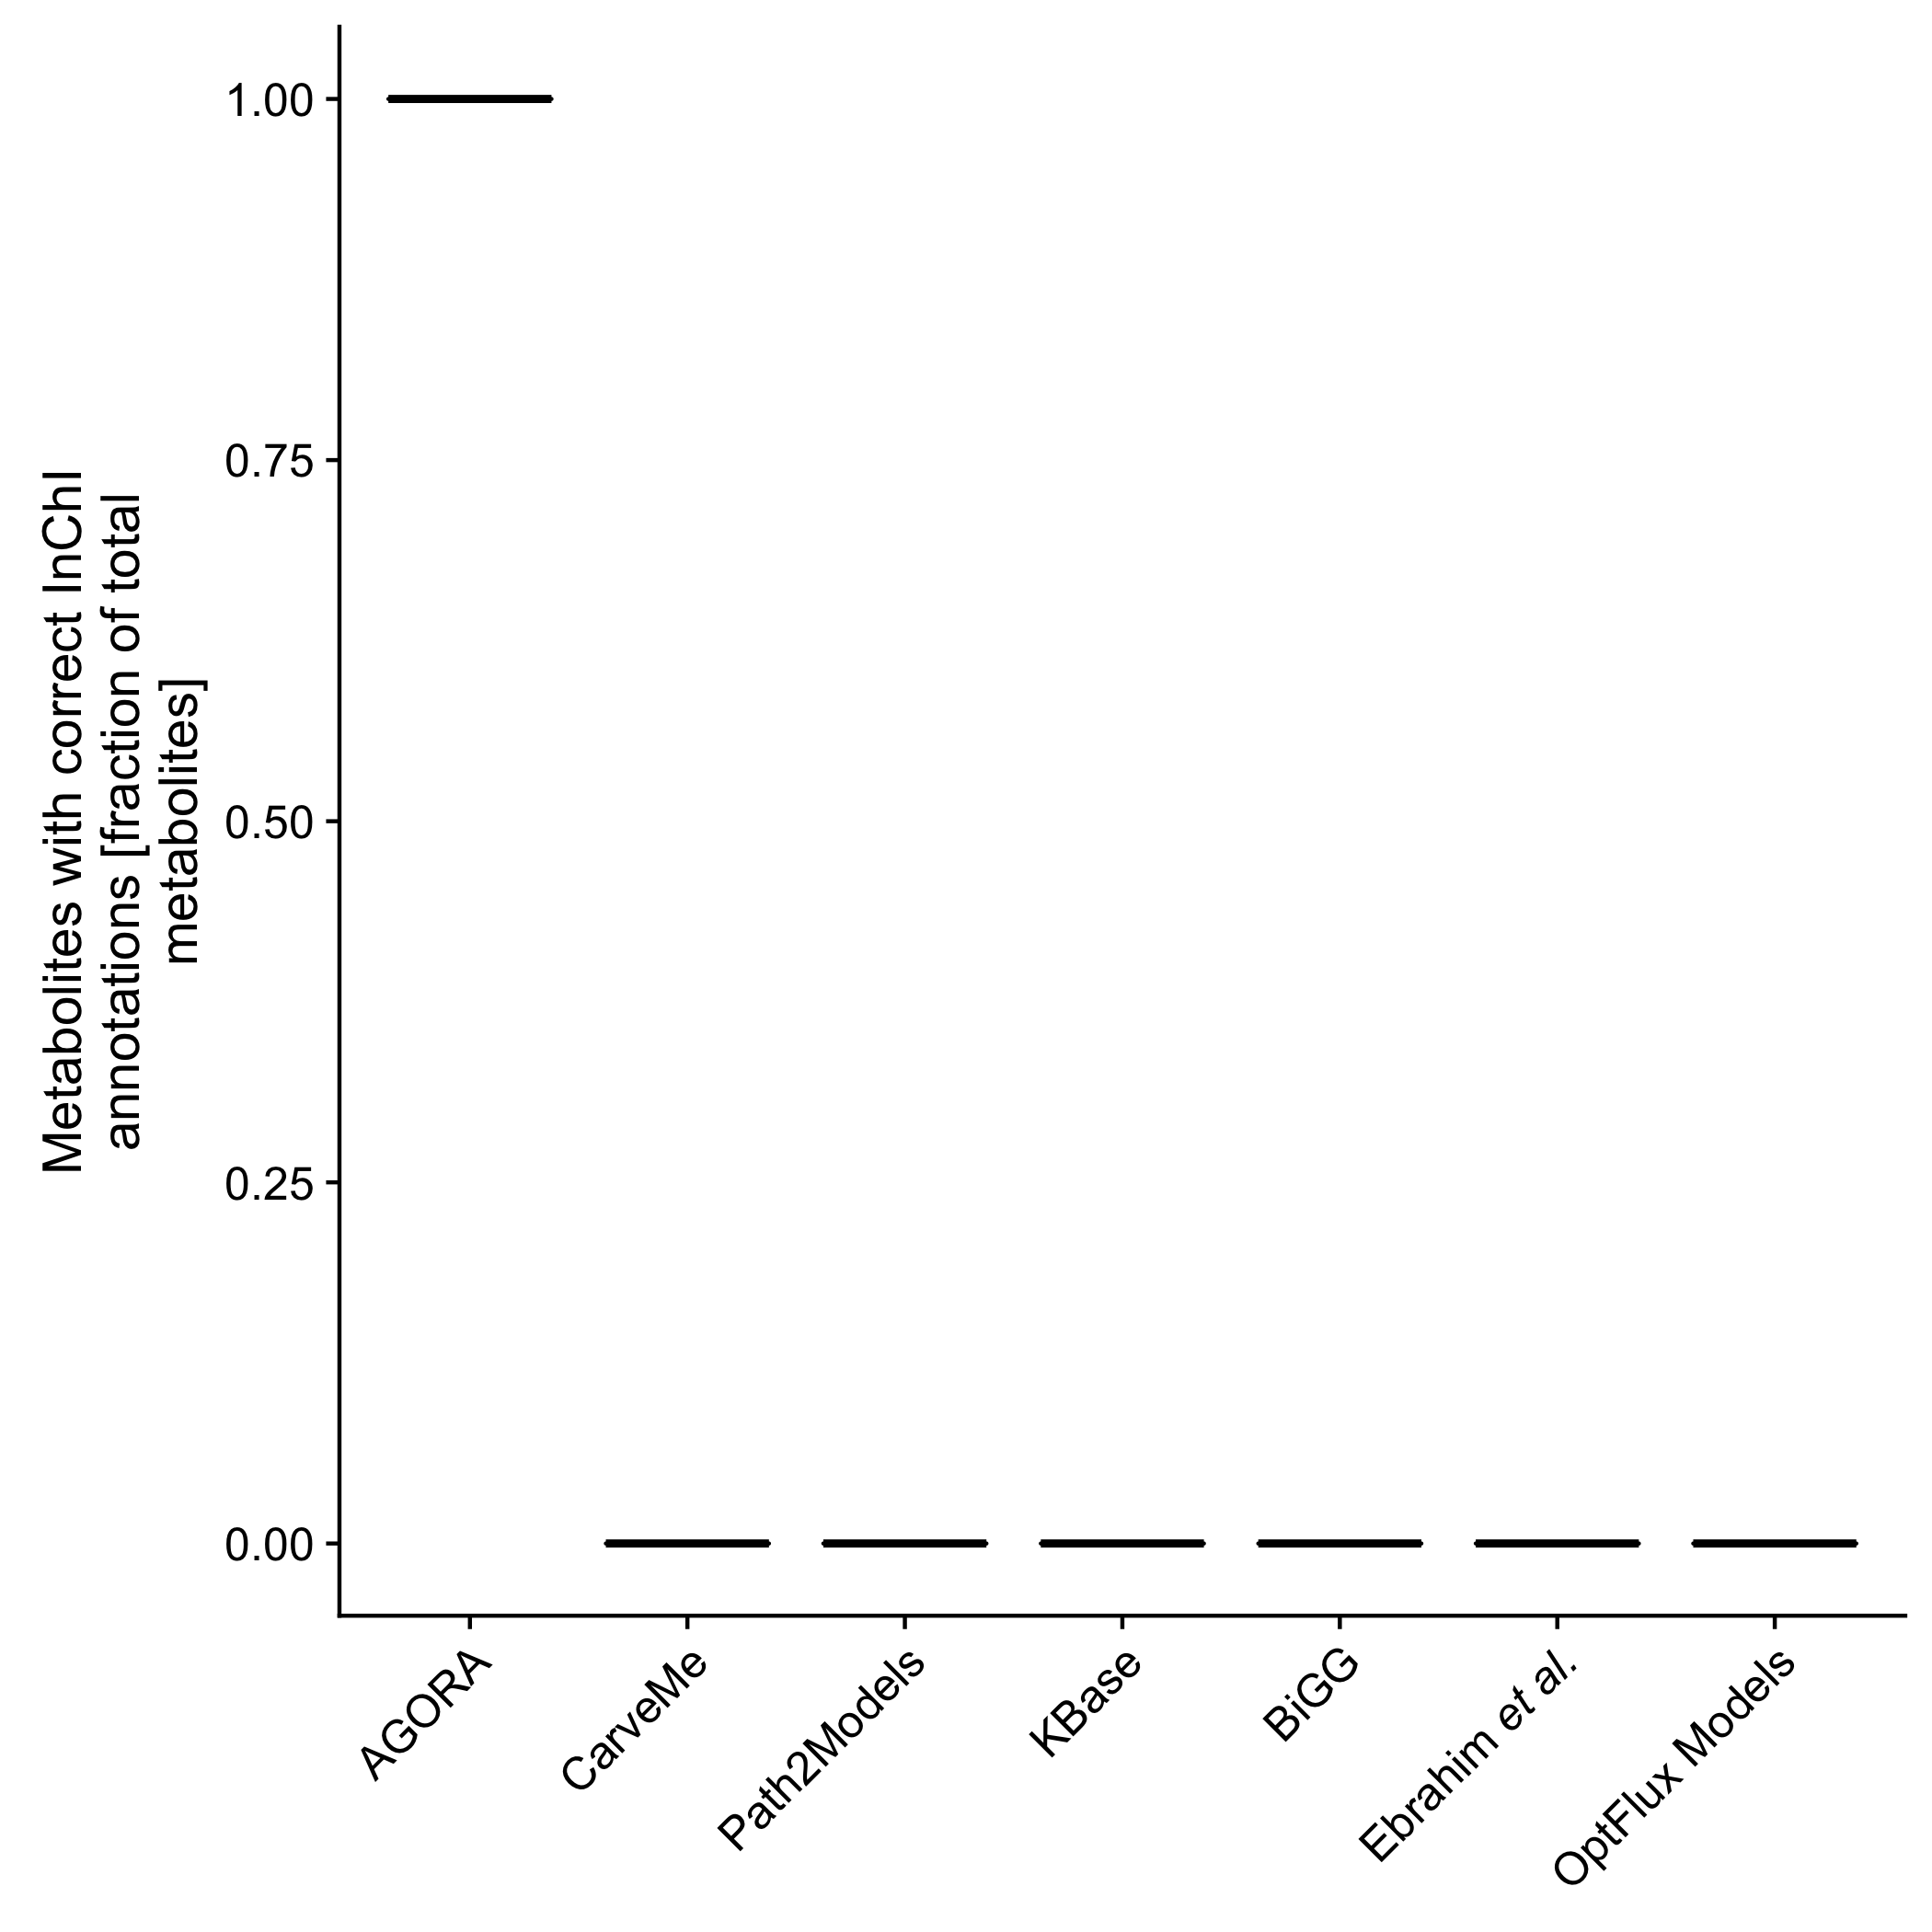 Metabolites with correct InChI
annotations [fraction of total
metabolites]
1.00
0.75
0.50
0.25
0.00
AGORA
CarveMe
Path2Models
KBase
BiGG
Ebrahim et al.
OptFlux Models